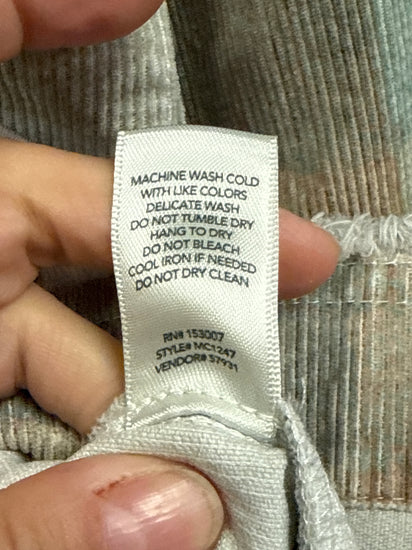 MACHINE WASH COLD
WITH LIKE COLORS
DELICATE WASH
DO NOT TUMBLE DRY
HANG TO DRY
DO NOT BLEACH
COOL IRON IF NEEDED
DO NOT DRY CLEAN
RN# 153007
STYLE# MC1247
VENDOR# 57931